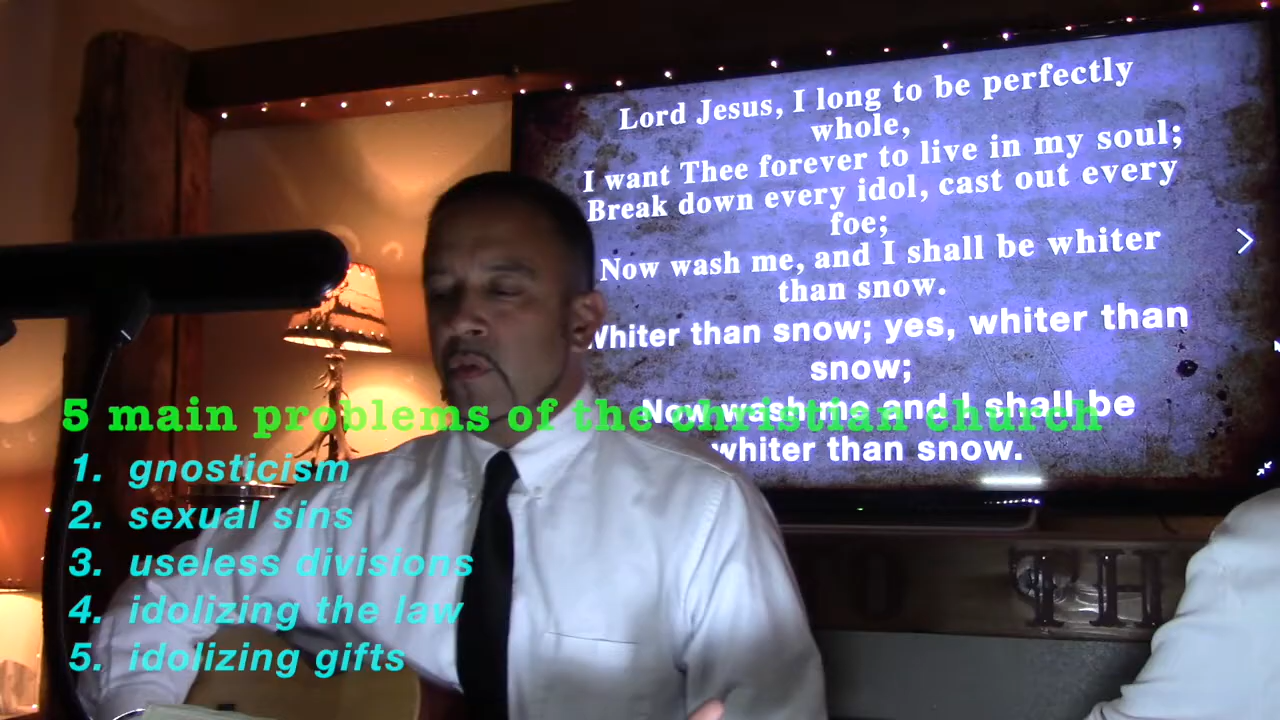 Lord Jesus, I long to be perfectly
whole,
I want Thee forever to live in my soul;
Break down every idol, cast out every
foe;
Now wash me, and I shall be whiter
than snow.
Whiter than snow; yes, whiter than
snow;
Now wash me and I shall be
whiter than snow.
5 main problems of the christian church
1. gnosticism
2. sexual sins
3. useless divisions
4. idolizing the law
5. idolizing gifts
TH